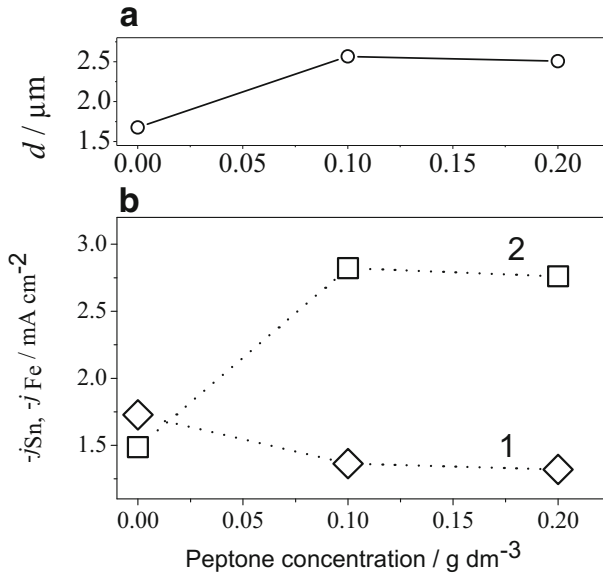 a
2.5
2.0
1.5
d / μm
0.00 0.05 0.10 0.15 0.20
b
3.0
2.5
2.0
1.5
-jSn, -j Fe / mA cm-2
2
1
0.00 0.05 0.10 0.15 0.20
Peptone concentration / g dm-3